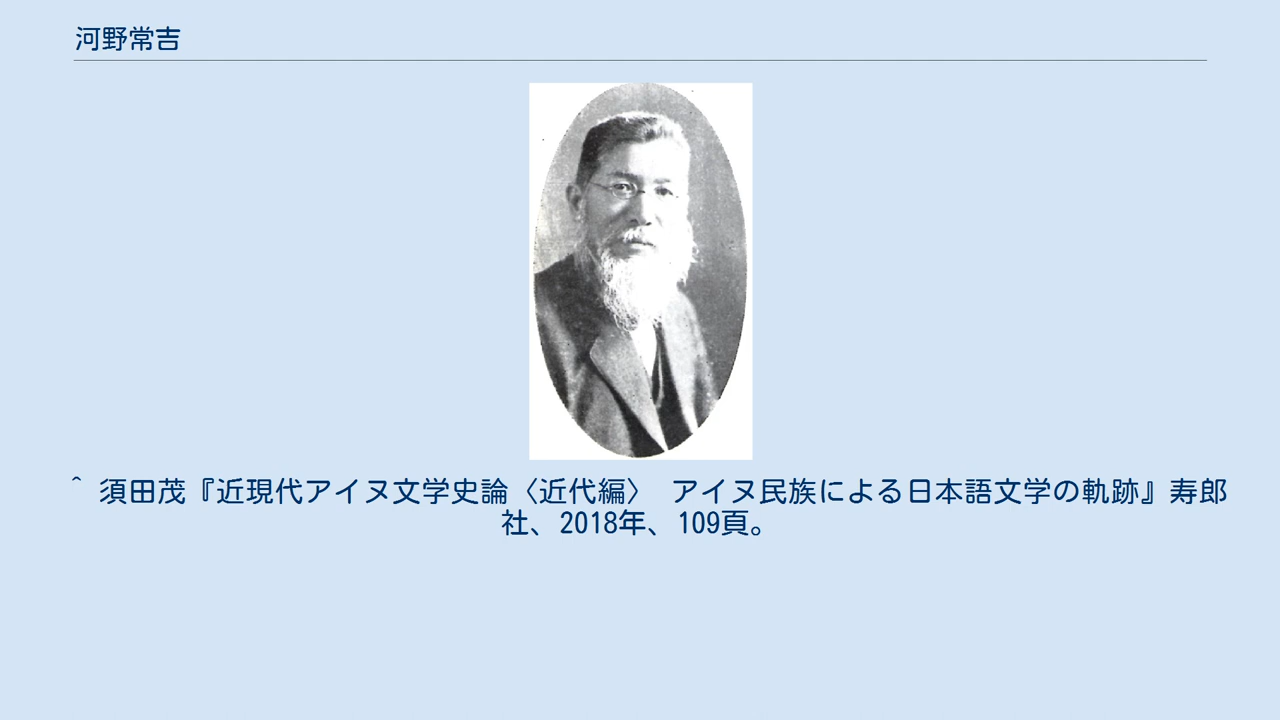 河野常吉
^ 須田茂『近現代アイヌ文学史論〈近代編〉 アイヌ民族による日本語文学の軌跡』寿郎
社、2018年、109頁。